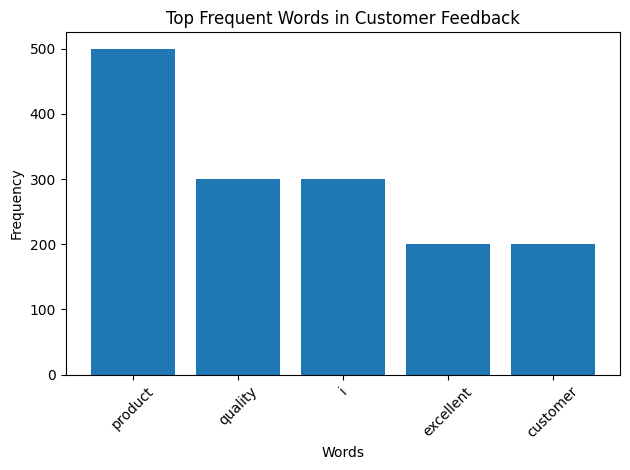 Top Frequent Words in Customer Feedback
500
400
300
200
100
0
Frequency
product
quality
i
excellent
customer
Words